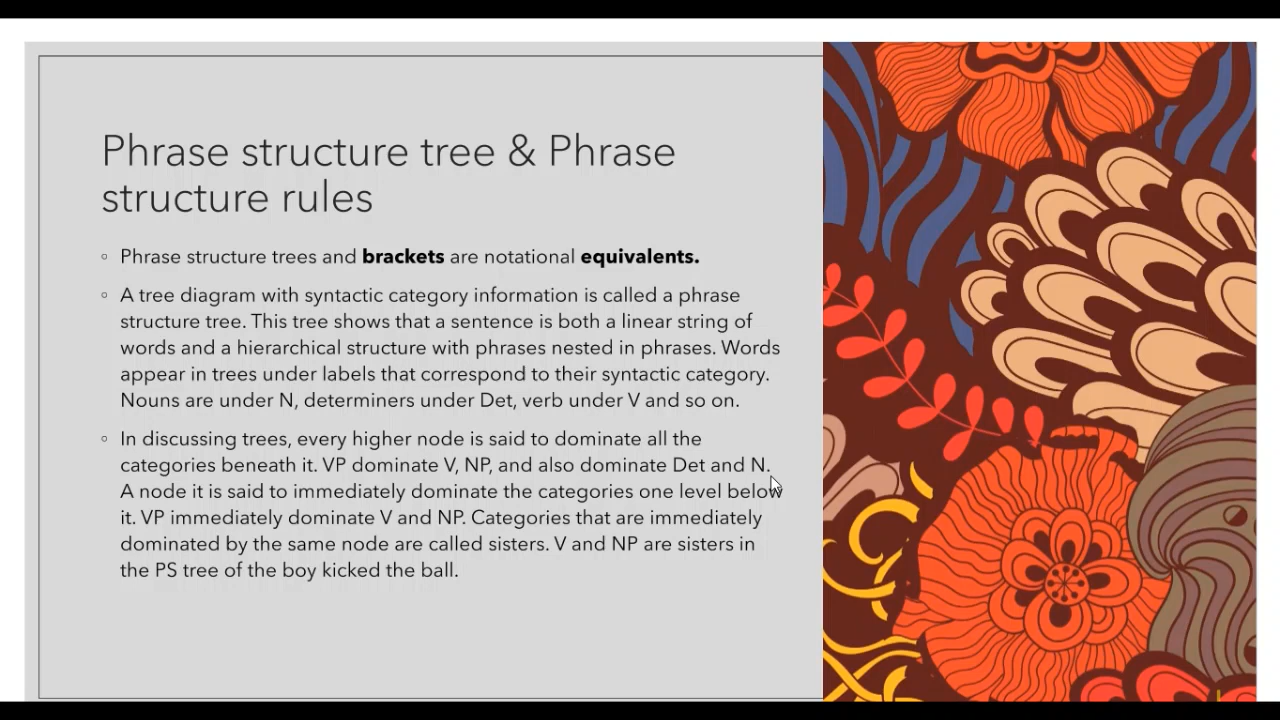 Phrase structure tree & Phrase
structure rules
◦ Phrase structure trees and brackets are notational equivalents.
◦ A tree diagram with syntactic category information is called a phrase
structure tree. This tree shows that a sentence is both a linear string of
words and a hierarchical structure with phrases nested in phrases. Words
appear in trees under labels that correspond to their syntactic category.
Nouns are under N, determiners under Det, verb under V and so on.
◦ In discussing trees, every higher node is said to dominate all the
categories beneath it. VP dominate V, NP, and also dominate Det and N.
A node it is said to immediately dominate the categories one level below
it. VP immediately dominate V and NP. Categories that are immediately
dominated by the same node are called sisters. V and NP are sisters in
the PS tree of the boy kicked the ball.